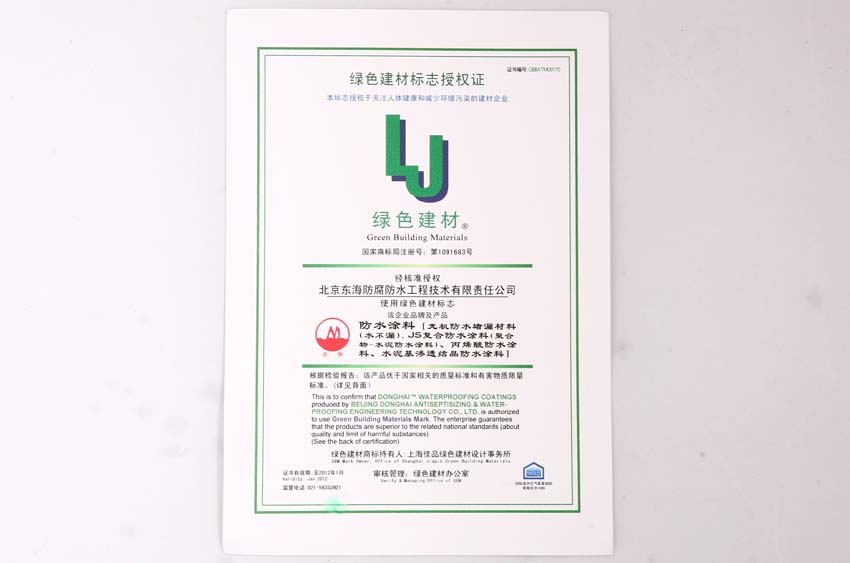 证书编号: GBM-TM09170
绿色建材标志授权证
本标志授权于关注人体健康和减少环境污染的建材企业
LU
绿色建材®
Green Building Materials
国家商标局注册号: 第1091683号
经核准授权
北京东海防腐防水工程技术有限责任公司
使用绿色建材标志
该企业品牌及产品
防水涂料 [无机防水堵漏材料
(水不漏)、JS复合防水涂料(聚合
物-水泥防水涂料)、丙烯酸防水涂
料、水泥基渗透结晶防水涂料]
根据检验报告: 该产品优于国家相关的质量标准和有害物质限量
标准。(详见背面)
This is to confirm that DONGHAI™ WATERPROOFING COATINGS
produced by BEIJING DONGHAI ANTISEPTISIZING & WATER-
PROOFING ENGINEERING TECHNOLOGY CO., LTD. is authorized
to use Green Building Materials Mark. The enterprise guarantees
that the products are superior to the related national standards (about
quality and limit of harmful substances).
(See the back of certification)
绿色建材商标持有人: 上海佳品绿色建材设计事务所
GBM Mark Owner: Office of Shanghai Jiapin Green Building Materials
证书有效期: 至2012年1月
Validity: Jan 2012
监督电话: 021-58353021
审核管理: 绿色建材办公室
Verify & Managing Office of GBM